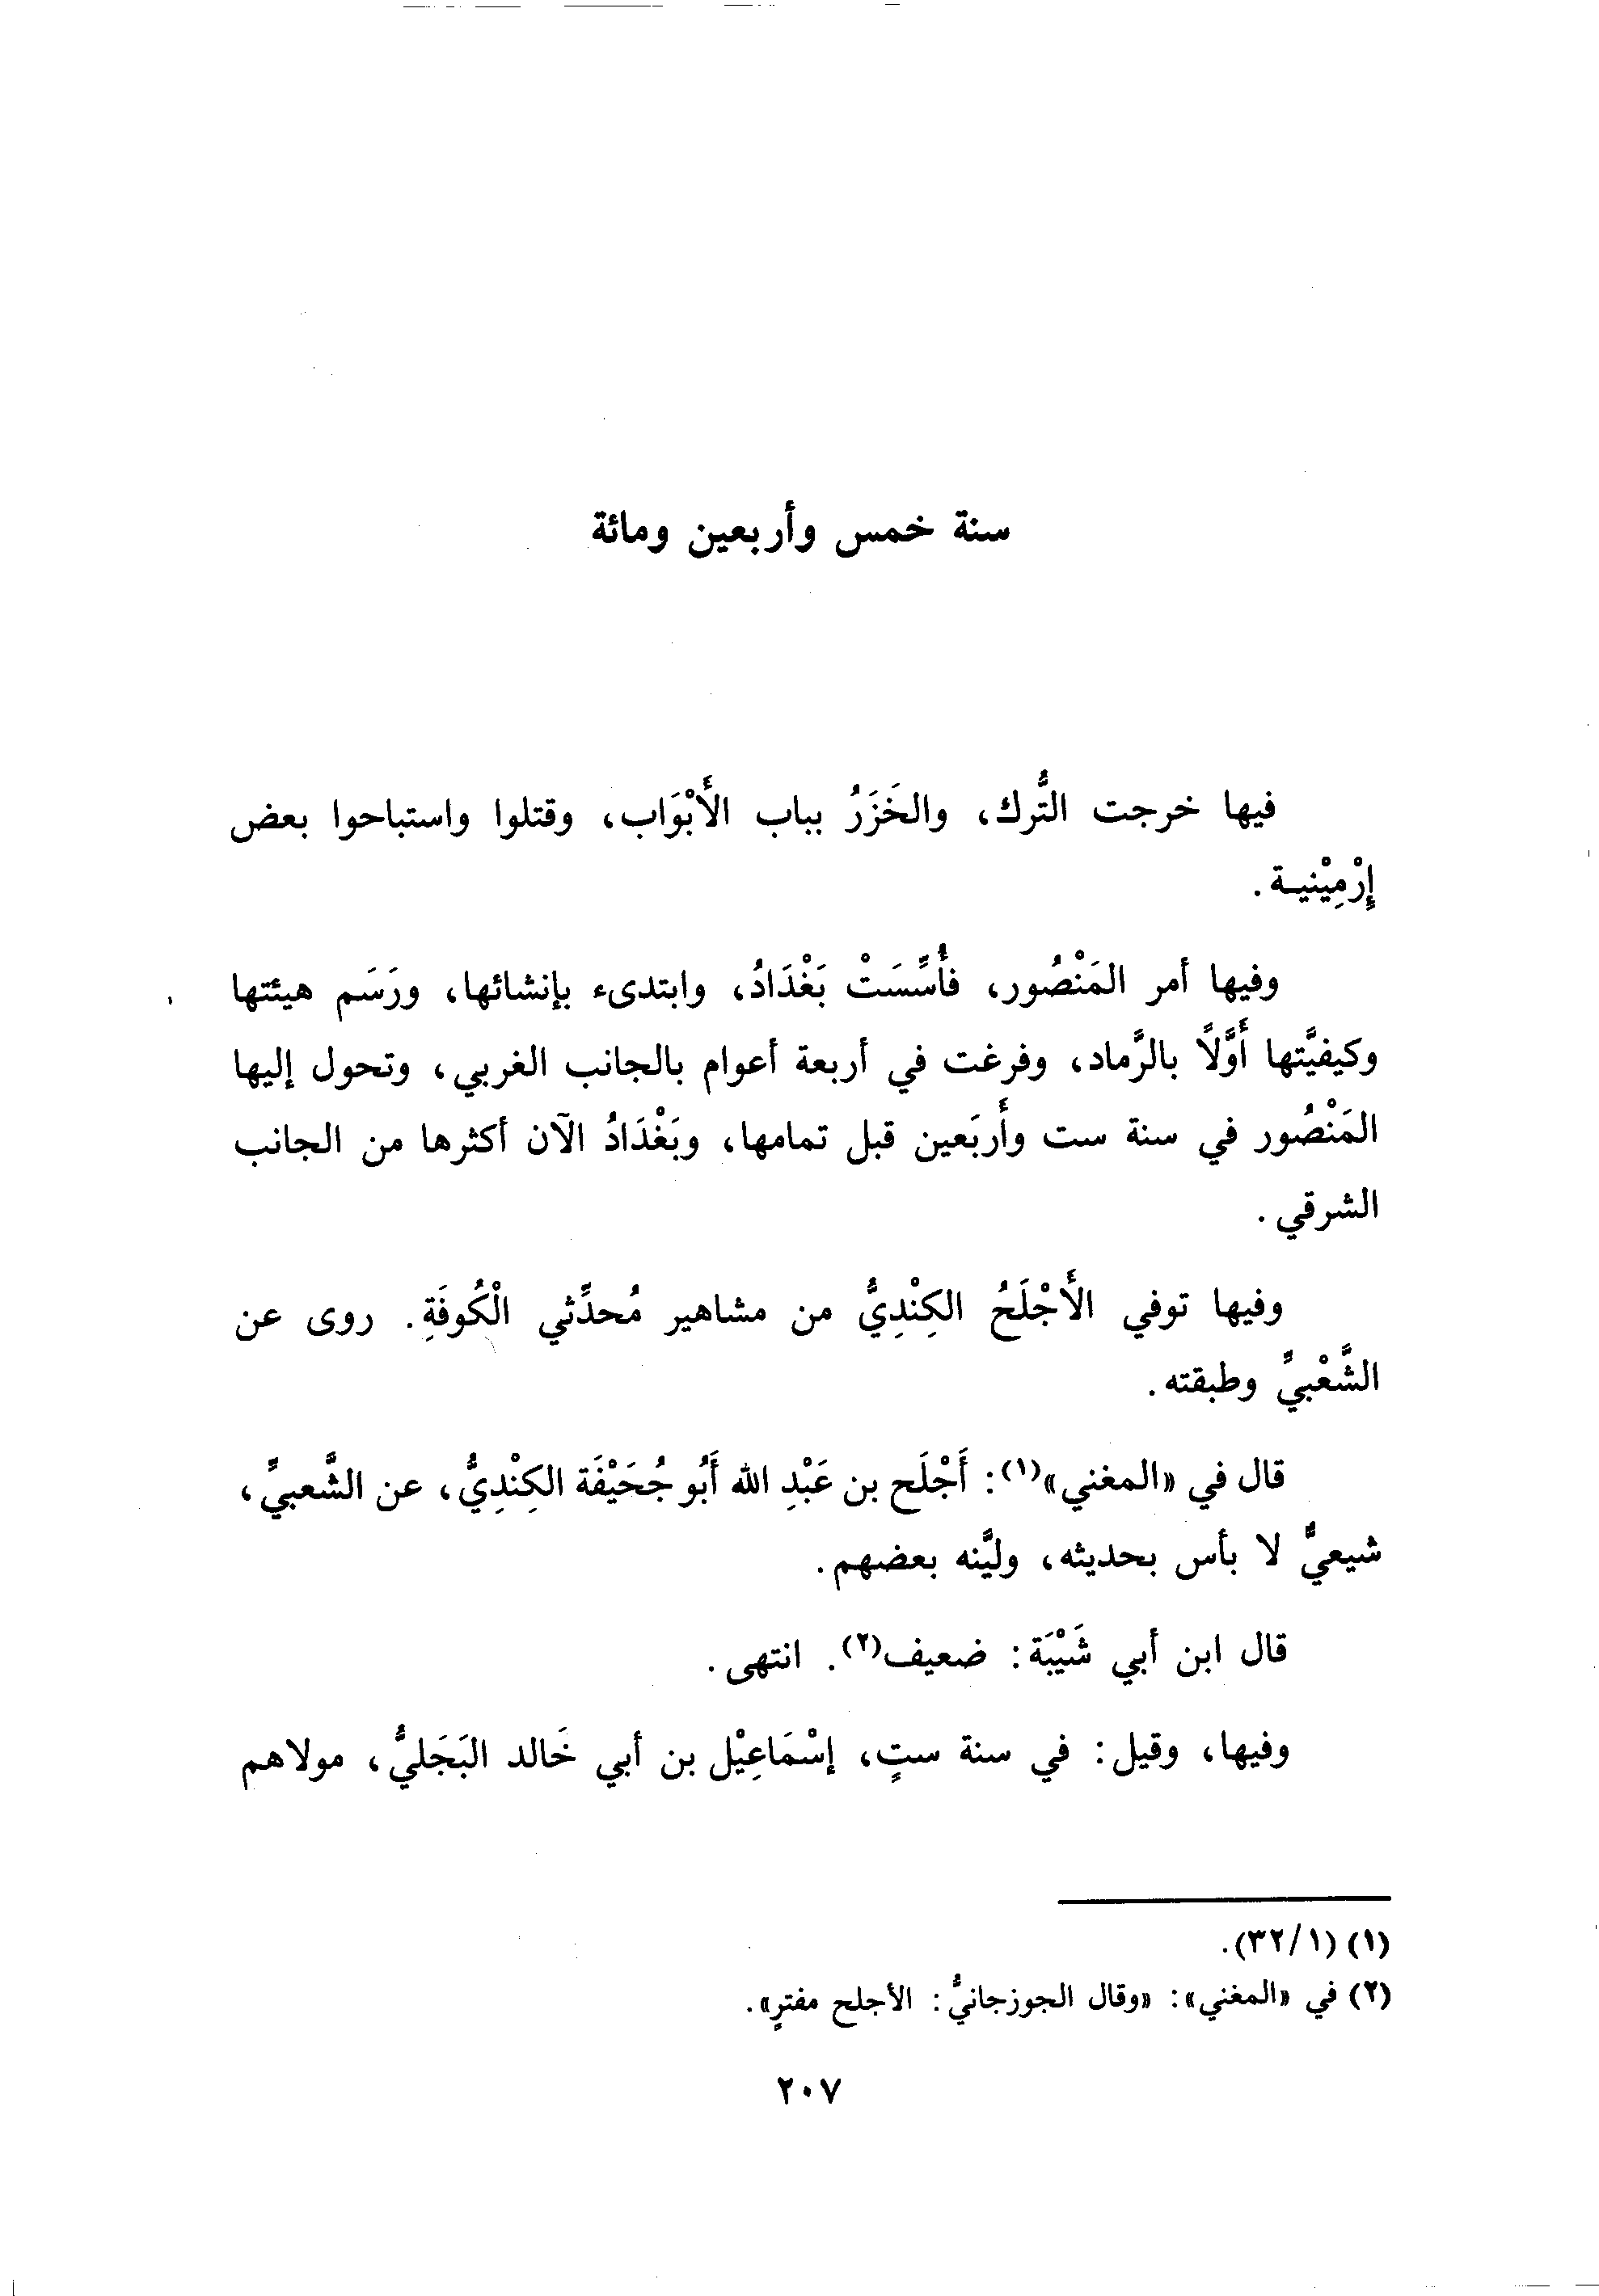 سنة خمس وأربعين ومائة
فيها خرجت التُّرك، والخَزَرُ بباب الأَبْوَاب، وقتلوا واستباحوا بعض
إِرْمِيْنيـة.
وفيها أمر المَنْصُور، فأُسِّسَتْ بَغْدَادُ، وابتدىء بإنشائها، ورَسَم هيئتها
وكيفيَّتها أَوَّلاً بالرَّماد، وفرغت في أربعة أعوام بالجانب الغربي، وتحول إليها
المَنْصُور في سنة ست وأَربَعين قبل تمامها، وبَغْدَادُ الآن أكثرها من الجانب
الشرقي.
وفيها توفي الأَجْلَحُ الكِنْدِيُّ من مشاهير مُحدِّثي الْكُوفَةِ. روى عن
الشَّعْبيِّ وطبقته.
قال في «المغني»(١): أَجْلَح بن عَبْدِ الله أَبُو جُحَيْفَة الكِنْدِيُّ، عن الشَّعبيِّ،
شيعيٌّ لا بأس بحديثه، وليَّنه بعضهم.
قال ابن أبي شَيْبَة: ضعيف(٢). انتهى.
وفيها، وقيل: في سنة ستٍ، إسْمَاعِيْل بن أبي خَالد البَجَليُّ، مولاهم
(١) (٣٢/١).
(٢) في «المغني»: «وقال الجوزجانيُّ: الأجلح مفترٍ».
٢٠٧